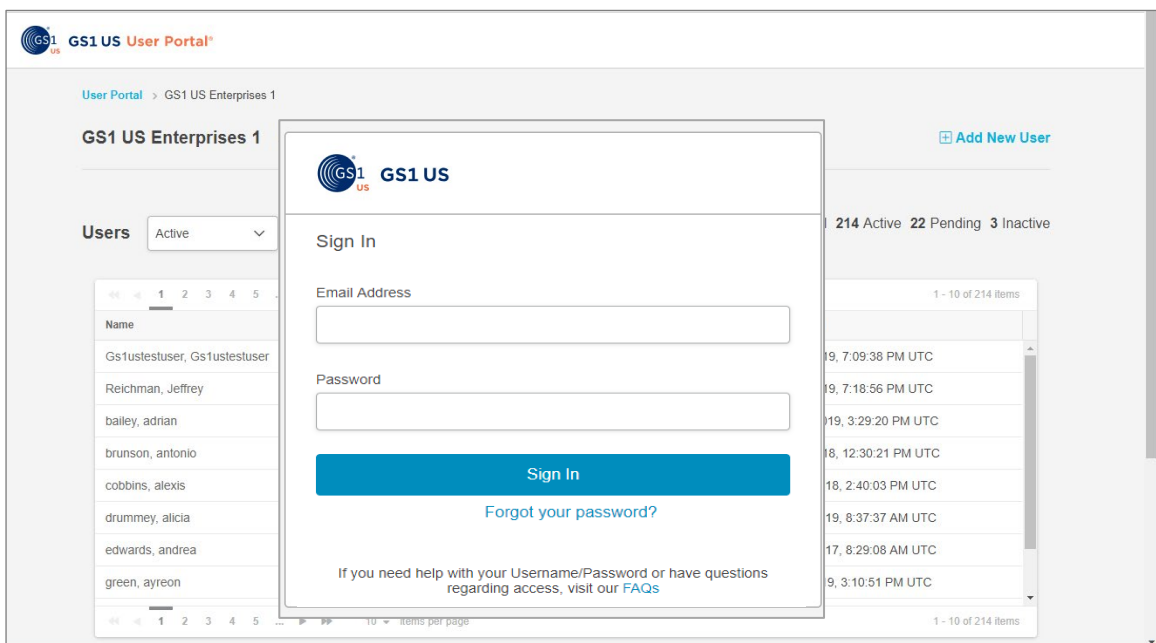 GS1 US User Portal®
User Portal > GS1 US Enterprises 1
GS1 US Enterprises 1
Add New User
Users Active
214 Active 22 Pending 3 Inactive
1 2 3 4 5
1 - 10 of 214 items
Name
Gs1ustestuser, Gs1ustestuser
19, 7:09:38 PM UTC
Reichman, Jeffrey
19, 7:18:56 PM UTC
bailey, adrian
019, 3:29:20 PM UTC
brunson, antonio
18, 12:30:21 PM UTC
cobbins, alexis
18, 2:40:03 PM UTC
drummey, alicia
19, 8:37:37 AM UTC
edwards, andrea
17, 8:29:08 AM UTC
green, ayreon
9, 3:10:51 PM UTC
1 2 3 4 5 ... 10 items per page
1 - 10 of 214 items
GS1 US
GS1 US
Sign In
Email Address
Password
Sign In
Forgot your password?
If you need help with your Username/Password or have questions
regarding access, visit our FAQs